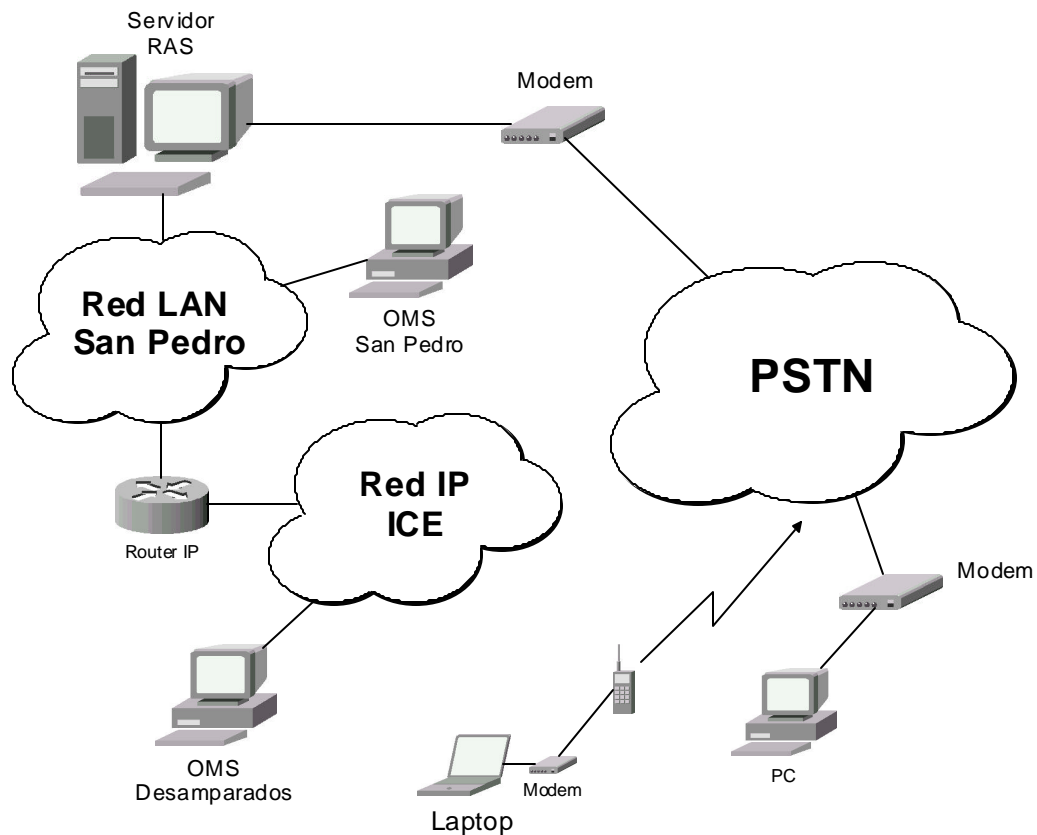 Servidor
RAS
Modem
OMS
San Pedro
Red LAN
San Pedro
PSTN
Red IP
ICE
Router IP
Modem
OMS
Desamparados
Modem
Laptop
PC